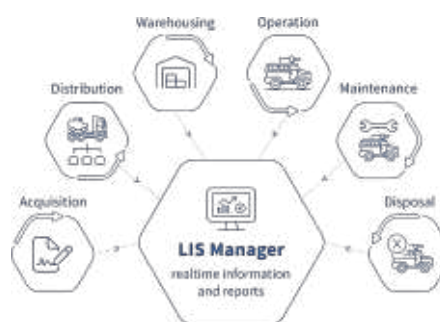 Warehousing
Operation
Distribution
Maintenance
Acquisition
Disposal
LIS Manager
realtime information
and reports